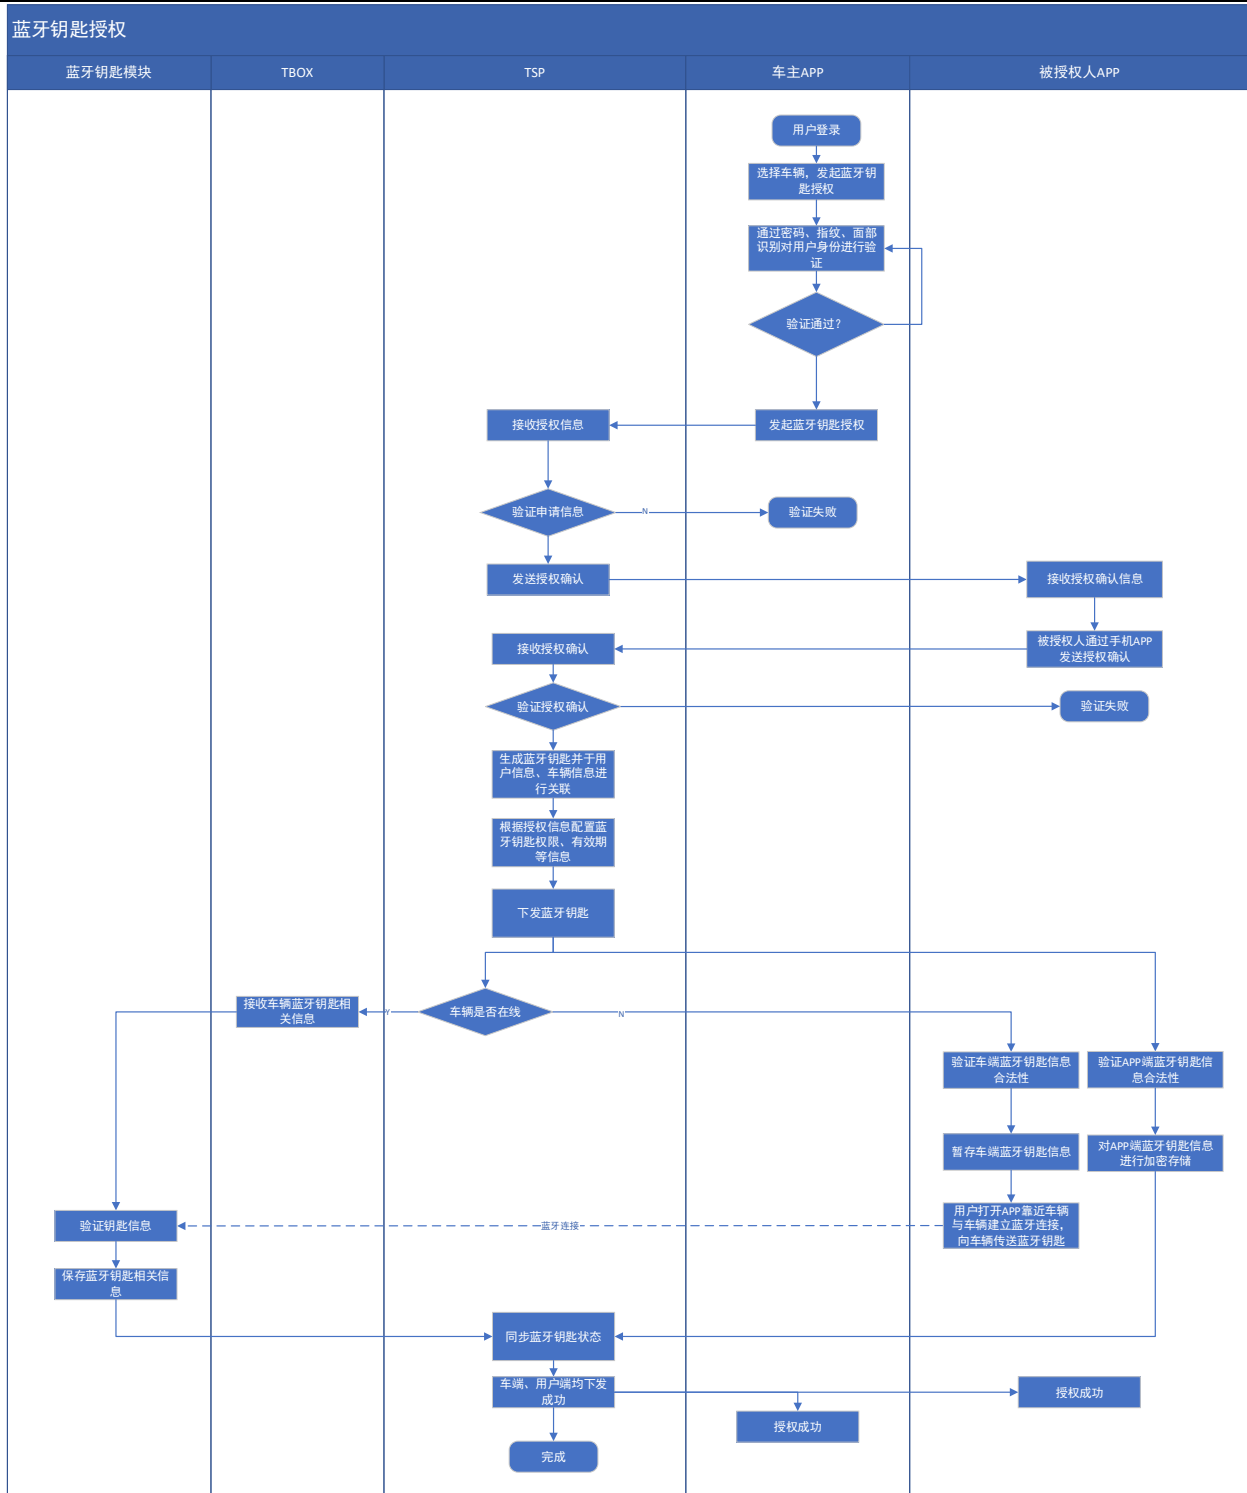 蓝牙钥匙授权
蓝牙钥匙模块
TBOX
TSP
车主APP
被授权人APP
用户登录
选择车辆，发起蓝牙钥
匙授权
通过密码、指纹、面部
识别对用户身份进行验
证
验证通过？
接收授权信息
发起蓝牙钥匙授权
验证申请信息
N
验证失败
发送授权确认
接收授权确认信息
接收授权确认
被授权人通过手机APP
发送授权确认
验证授权确认
验证失败
生成蓝牙钥匙并于用
户信息、车辆信息进
行关联
根据授权信息配置蓝
牙钥匙权限、有效期
等信息
下发蓝牙钥匙
接收车辆蓝牙钥匙相
关信息
Y
车辆是否在线
N
验证车端蓝牙钥匙信息
合法性
验证APP端蓝牙钥匙信
息合法性
暂存车端蓝牙钥匙信息
对APP端蓝牙钥匙信息
进行加密存储
验证钥匙信息
蓝牙连接
用户打开APP靠近车辆
与车辆建立蓝牙连接，
向车辆传送蓝牙钥匙
保存蓝牙钥匙相关信
息
同步蓝牙钥匙状态
车端、用户端均下发
成功
授权成功
授权成功
完成